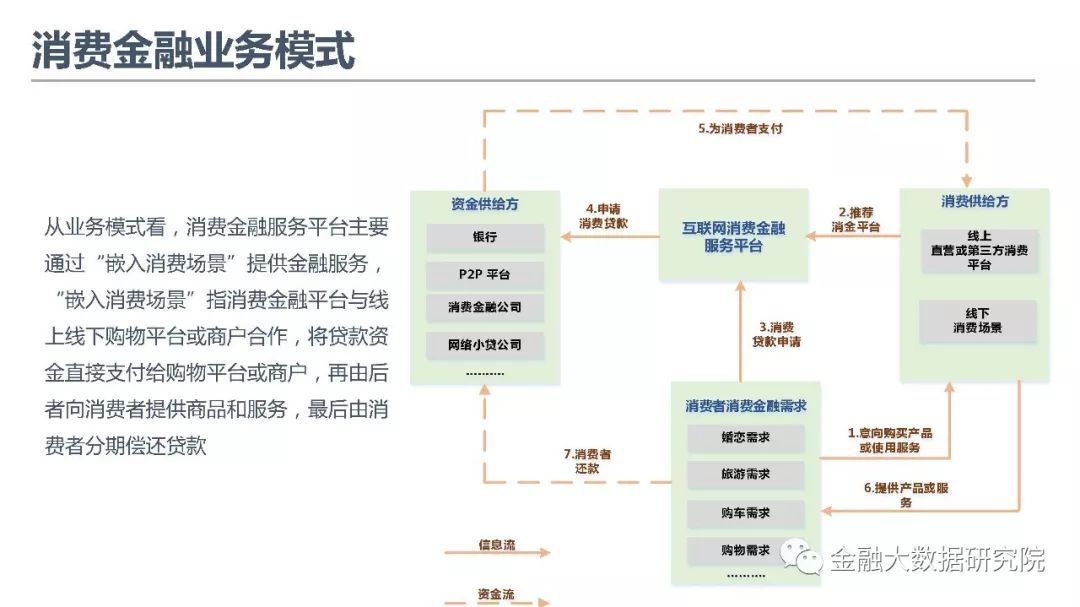 消费金融业务模式
从业务模式看，消费金融服务平台主要
通过“嵌入消费场景”提供金融服务，
“嵌入消费场景”指消费金融平台与线
上线下购物平台或商户合作，将贷款资
金直接支付给购物平台或商户，再由后
者向消费者提供商品和服务，最后由消
费者分期偿还贷款
5.为消费者支付
资金供给方
银行
P2P 平台
消费金融公司
网络小贷公司
..........
4.申请
消费贷款
互联网消费金融
服务平台
2.推荐
消金平台
消费供给方
线上
直营或第三方消费
平台
线下
消费场景
3.消费
贷款申请
消费者消费金融需求
婚恋需求
旅游需求
购车需求
购物需求
..........
1.意向购买产品
或使用服务
6.提供产品或服
务
7.消费者
还款
信息流
资金流
金融大数据研究院